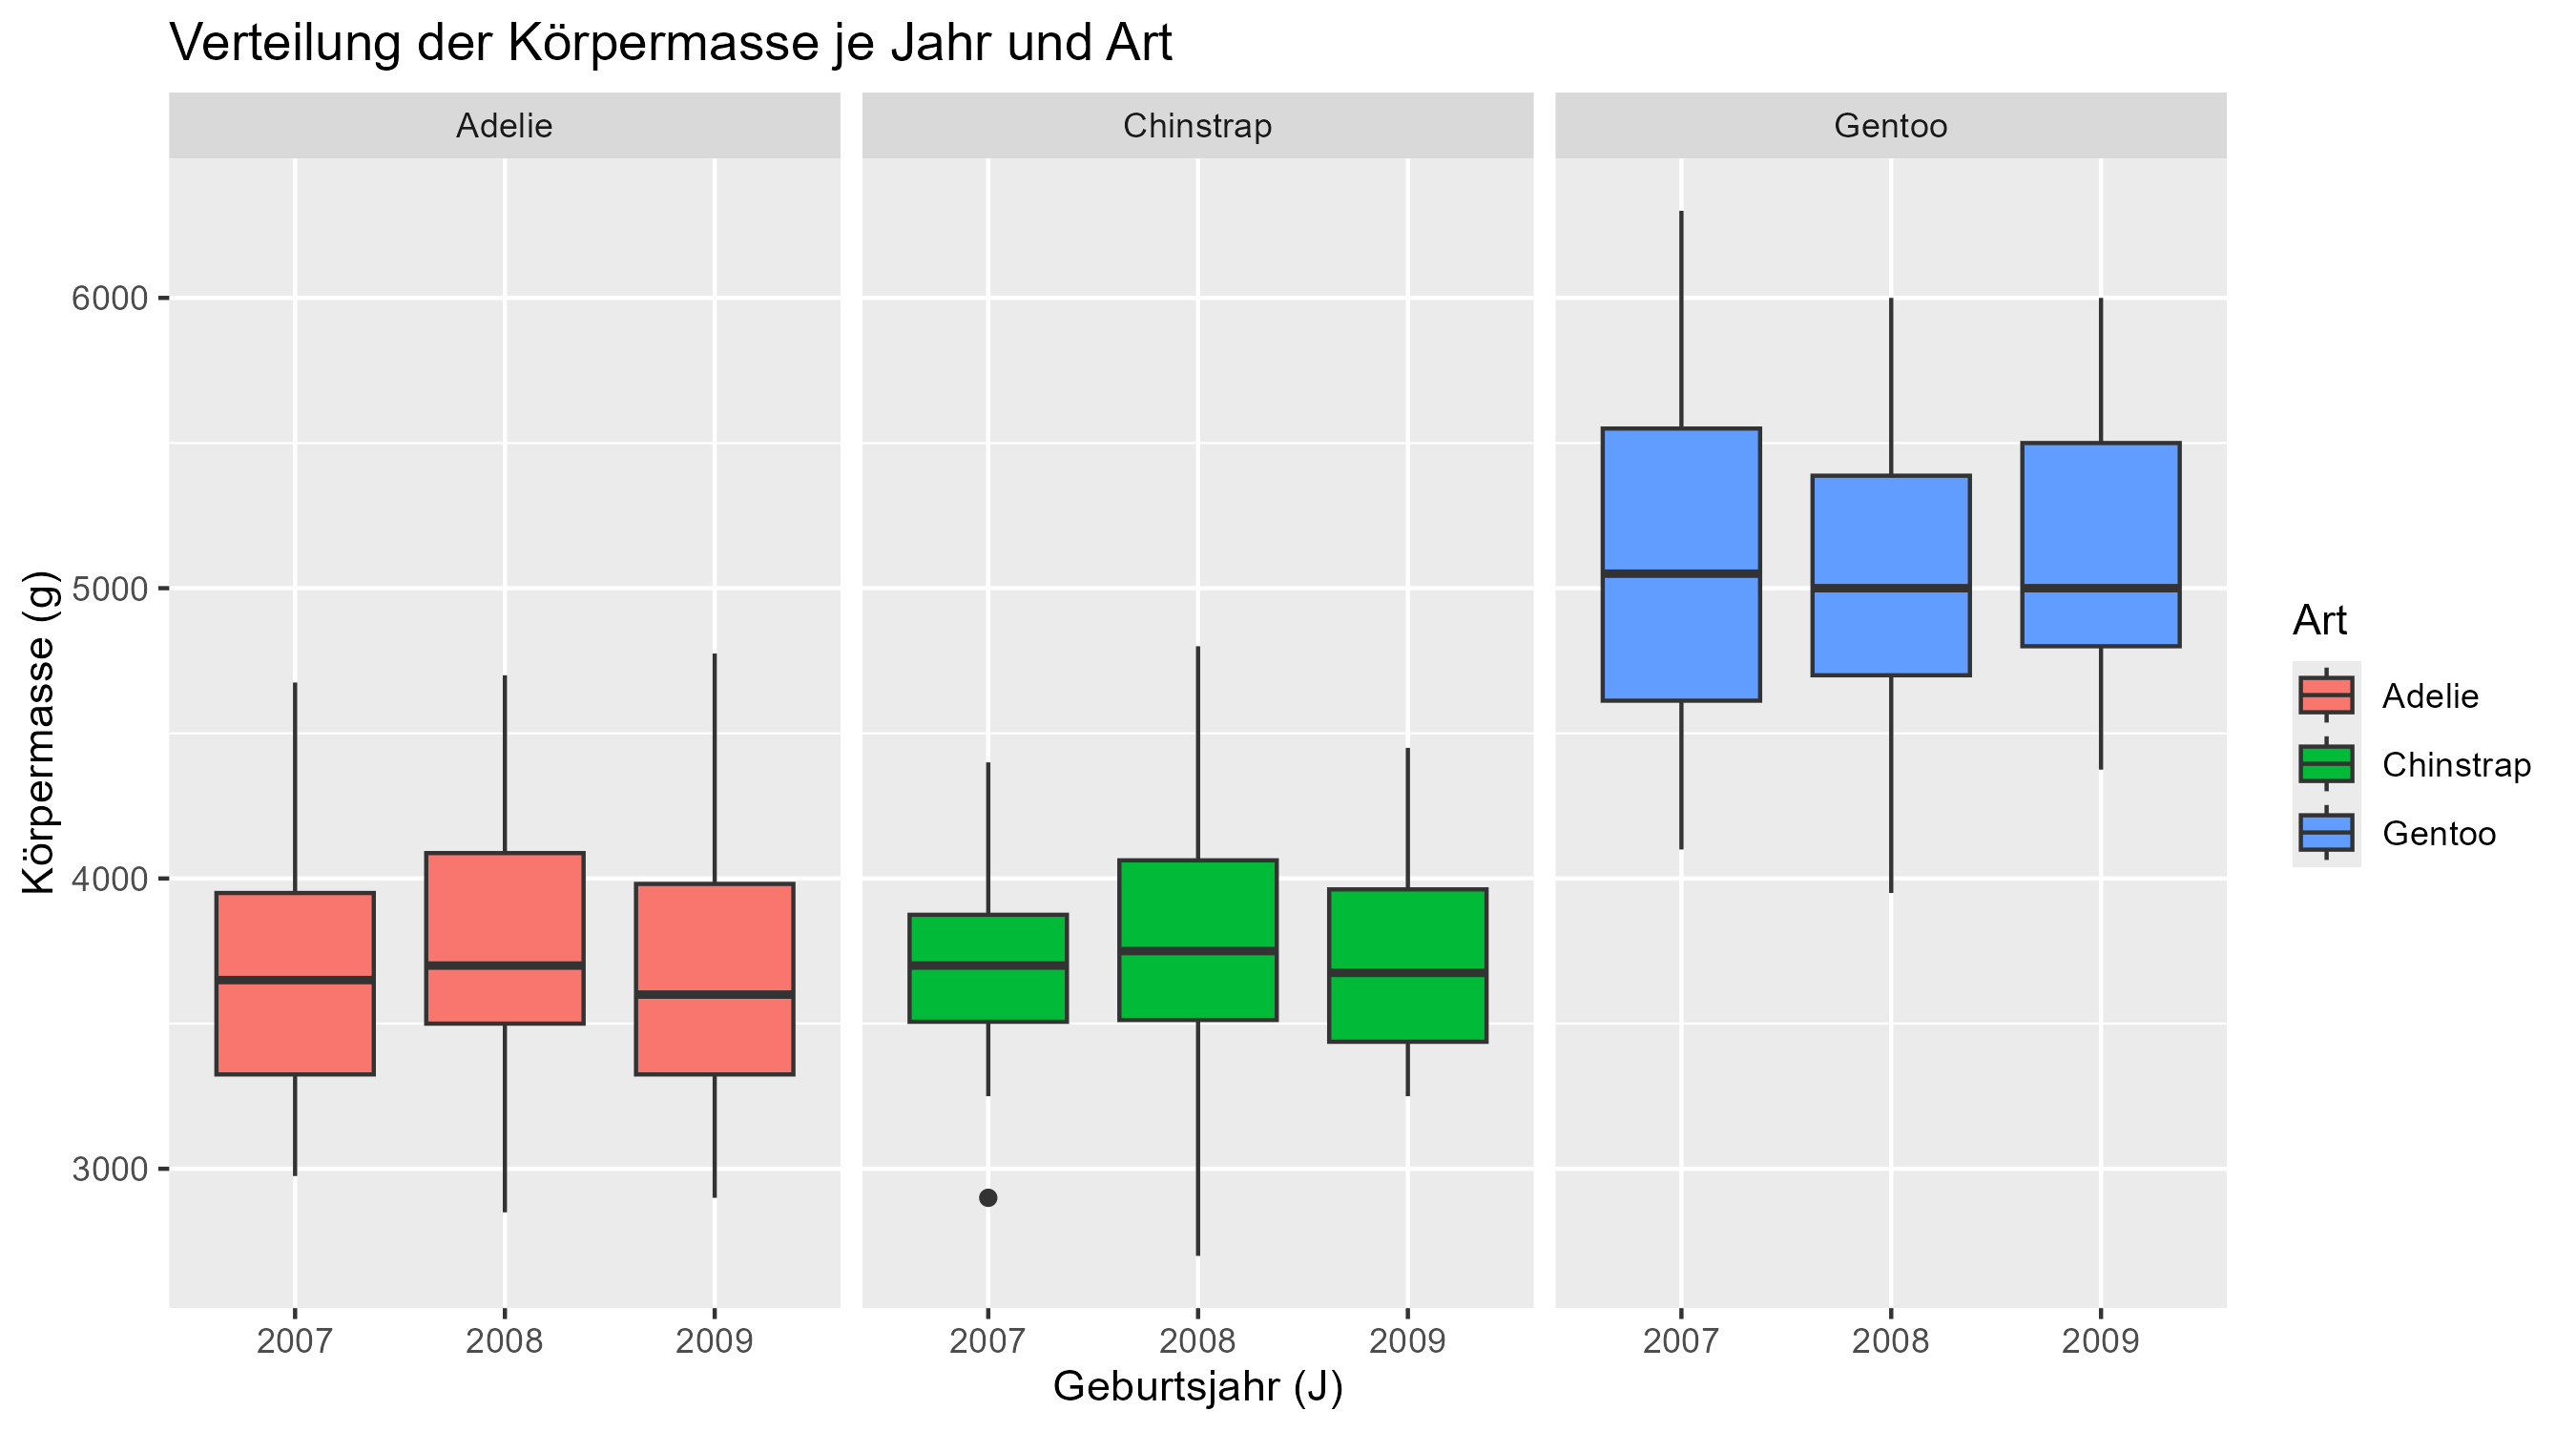 Verteilung der Körpermasse je Jahr und Art
Adelie
Chinstrap
Gentoo
Körpermasse (g)
6000
5000
4000
3000
2007 2008 2009
2007 2008 2009
2007 2008 2009
Geburtsjahr (J)
Art
Adelie
Chinstrap
Gentoo